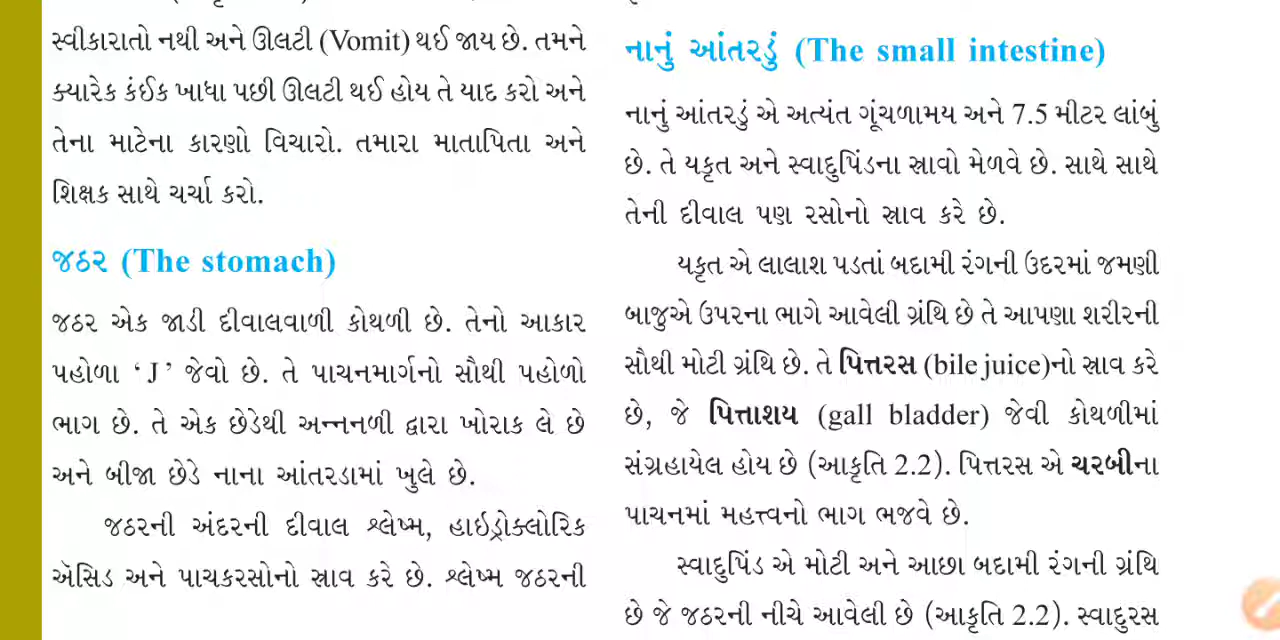 સ્વીકારાતો નથી અને ઊલટી (Vomit) થઈ જાય છે. તમને
ક્યારેક કંઈક ખાધા પછી ઊલટી થઈ હોય તે યાદ કરો અને
તેના માટેના કારણો વિચારો. તમારા માતાપિતા અને
શિક્ષક સાથે ચર્ચા કરો.
જઠર (The stomach)
જઠર એક જાડી દીવાલવાળી કોથળી છે. તેનો આકાર
પહોળા ‘J’ જેવો છે. તે પાચનમાર્ગનો સૌથી પહોળો
ભાગ છે. તે એક છેડેથી અન્નનળી દ્વારા ખોરાક લે છે
અને બીજા છેડે નાના આંતરડામાં ખુલે છે.
જઠરની અંદરની દીવાલ શ્લેષ્મ, હાઇડ્રોક્લોરિક
ઍસિડ અને પાચકરસોનો સ્રાવ કરે છે. શ્લેષ્મ જઠરની
નાનું આંતરડું (The small intestine)
નાનું આંતરડું એ અત્યંત ગૂંચળામય અને 7.5 મીટર લાંબું
છે. તે યકૃત અને સ્વાદુપિંડના સ્રાવો મેળવે છે. સાથે સાથે
તેની દીવાલ પણ રસોનો સ્રાવ કરે છે.
યકૃત એ લાલાશ પડતાં બદામી રંગની ઉદરમાં જમણી
બાજુએ ઉપરના ભાગે આવેલી ગ્રંથિ છે તે આપણા શરીરની
સૌથી મોટી ગ્રંથિ છે. તે પિત્તરસ (bile juice)નો સ્રાવ કરે
છે, જે પિત્તાશય (gall bladder) જેવી કોથળીમાં
સંગ્રહાયેલ હોય છે (આકૃતિ 2.2). પિત્તરસ એ ચરબીના
પાચનમાં મહત્ત્વનો ભાગ ભજવે છે.
સ્વાદુપિંડ એ મોટી અને આછા બદામી રંગની ગ્રંથિ
છે જે જઠરની નીચે આવેલી છે (આકૃતિ 2.2). સ્વાદુરસ